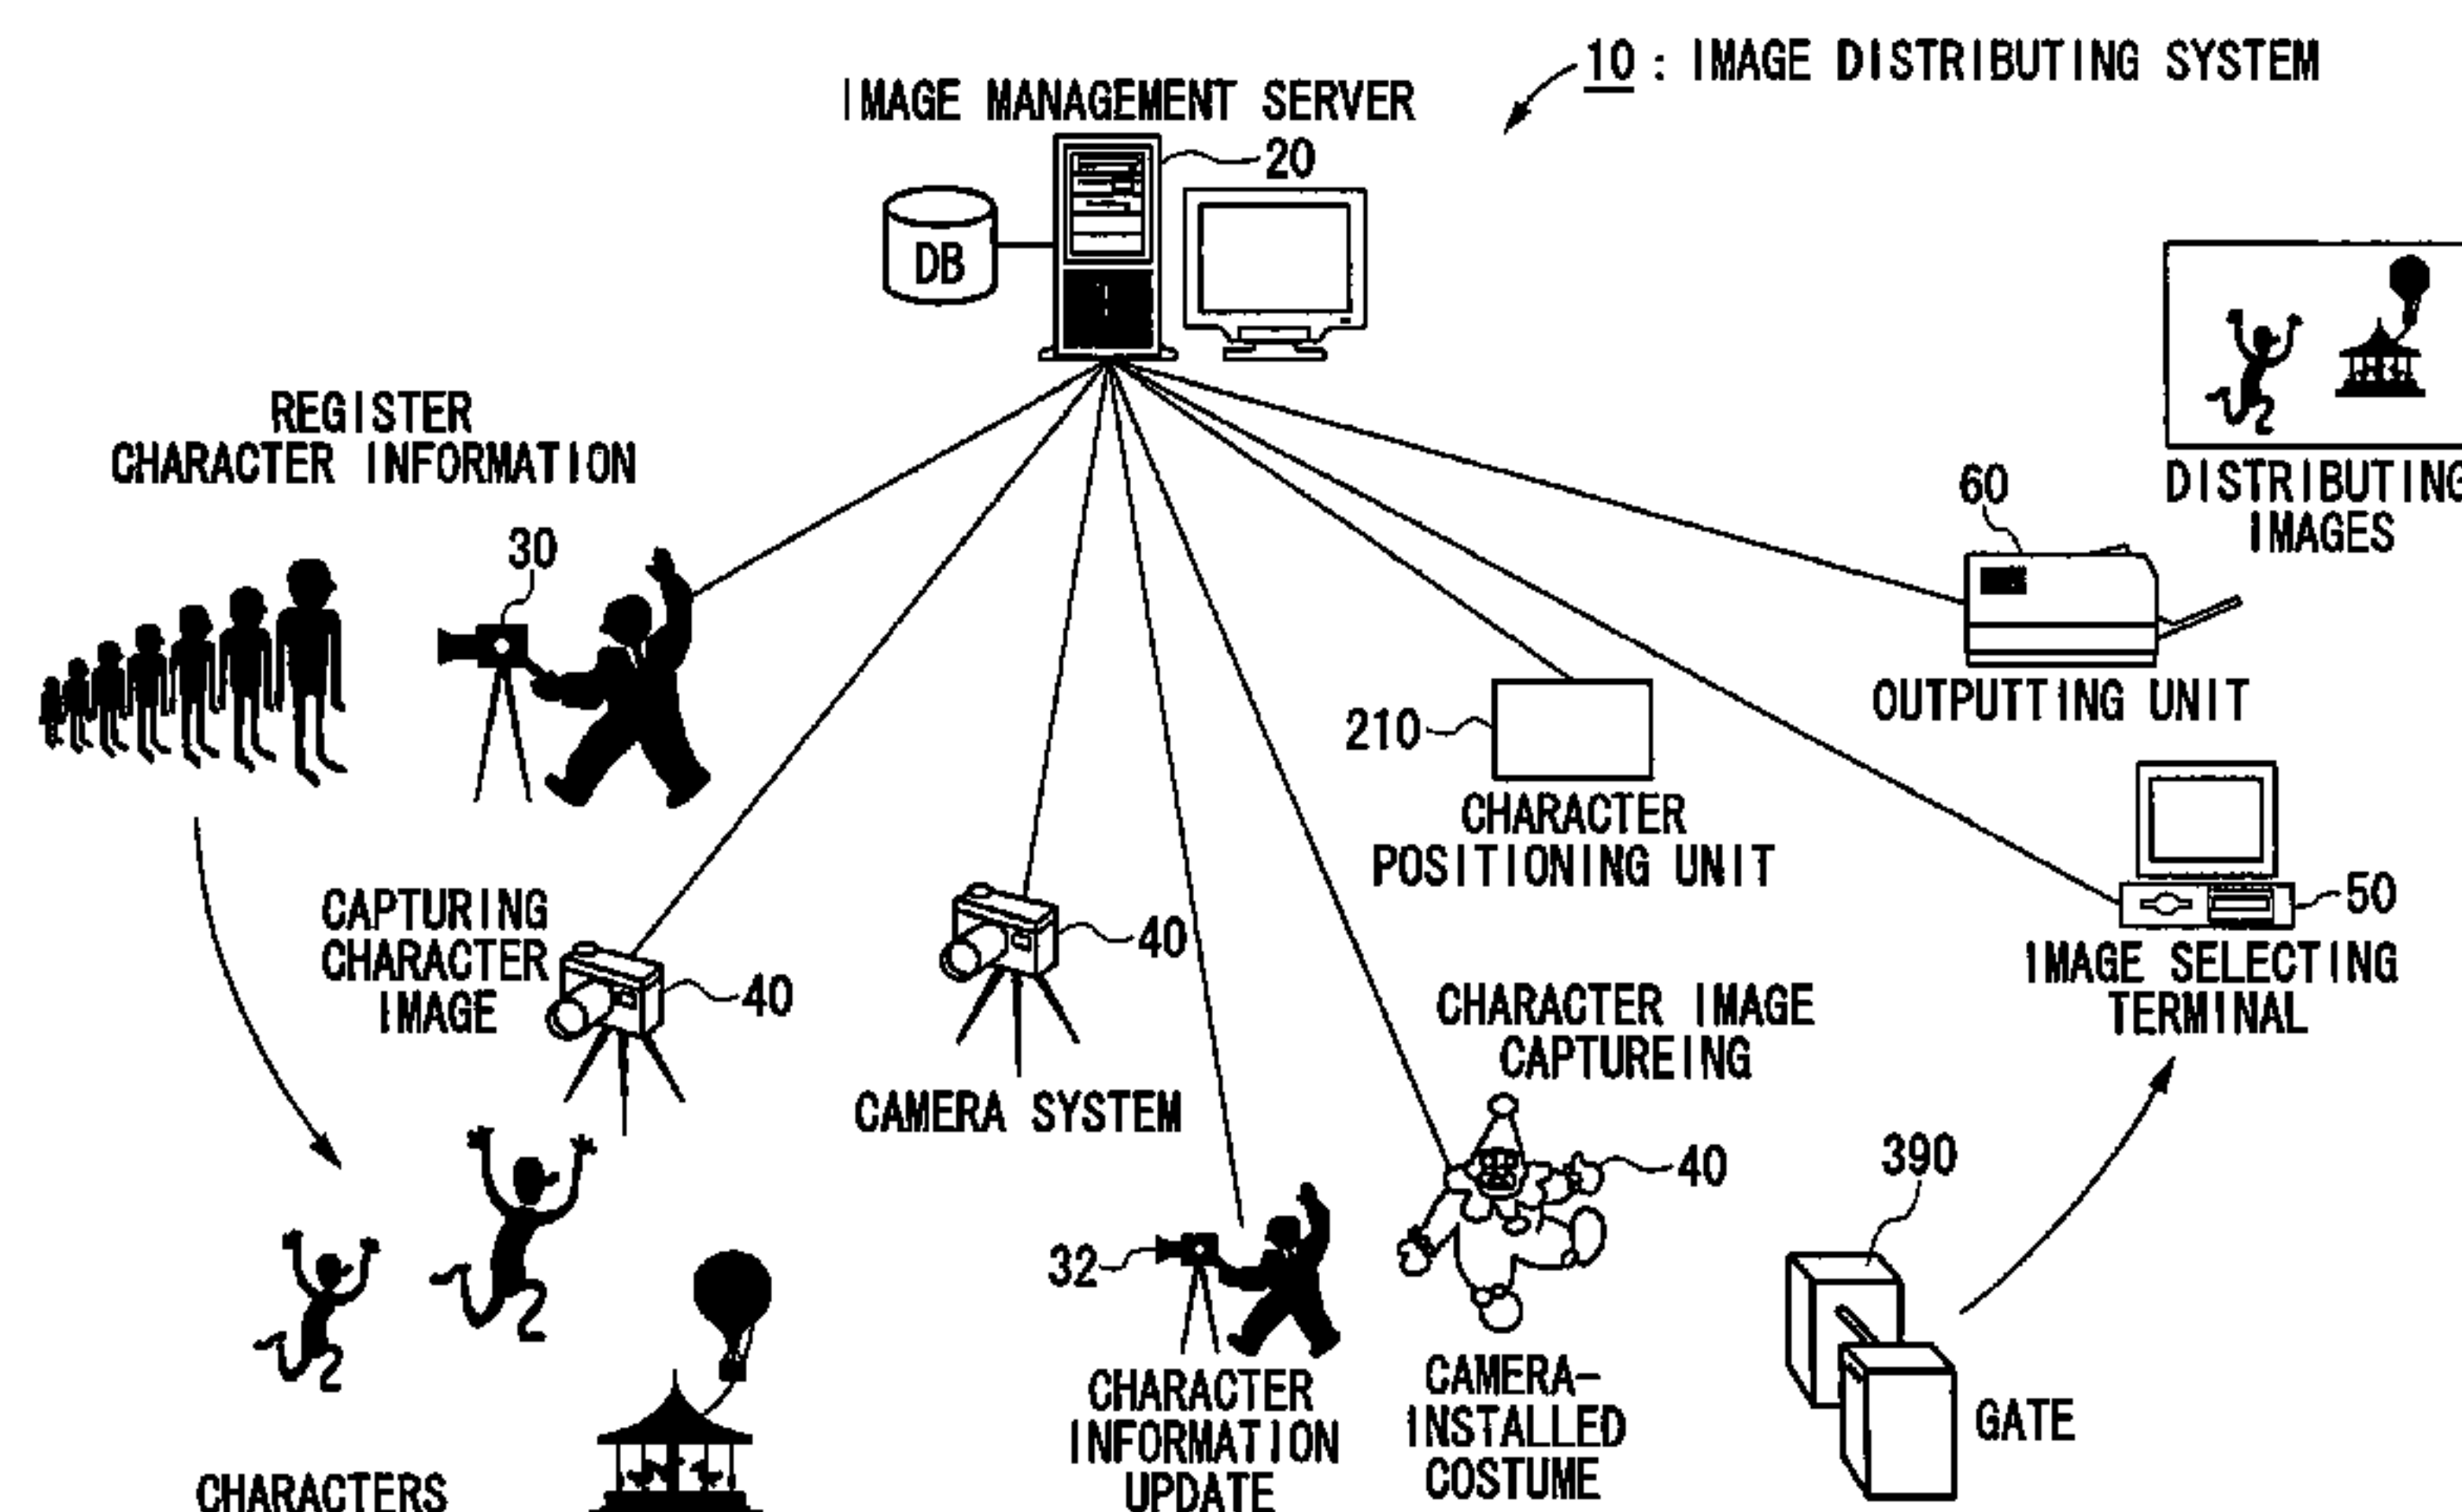 10 : IMAGE DISTRIBUTING SYSTEM
IMAGE MANAGEMENT SERVER
20
DB
REGISTER
CHARACTER INFORMATION
30
60
DISTRIBUTING
IMAGES
OUTPUTTING UNIT
210
CHARACTER
POSITIONING UNIT
50
IMAGE SELECTING
TERMINAL
CAPTURING
CHARACTER
IMAGE
40
40
CAMERA SYSTEM
CHARACTER IMAGE
CAPTUREING
40
390
32
CHARACTER
INFORMATION
UPDATE
CAMERA-
INSTALLED
COSTUME
GATE
CHARACTERS